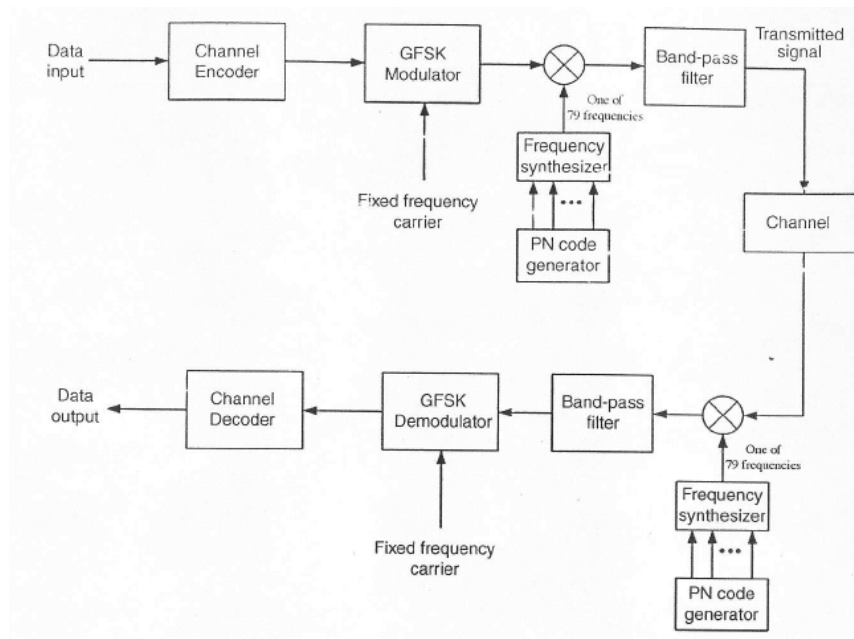 Data
input
Channel
Encoder
GFSK
Modulator
One of
79 frequencies
Frequency
synthesizer
PN code
generator
Fixed frequency
carrier
Band-pass
filter
Transmitted
signal
Channel
Data
output
Channel
Decoder
GFSK
Demodulator
Fixed frequency
carrier
Band-pass
filter
One of
79 frequencies
Frequency
synthesizer
PN code
generator